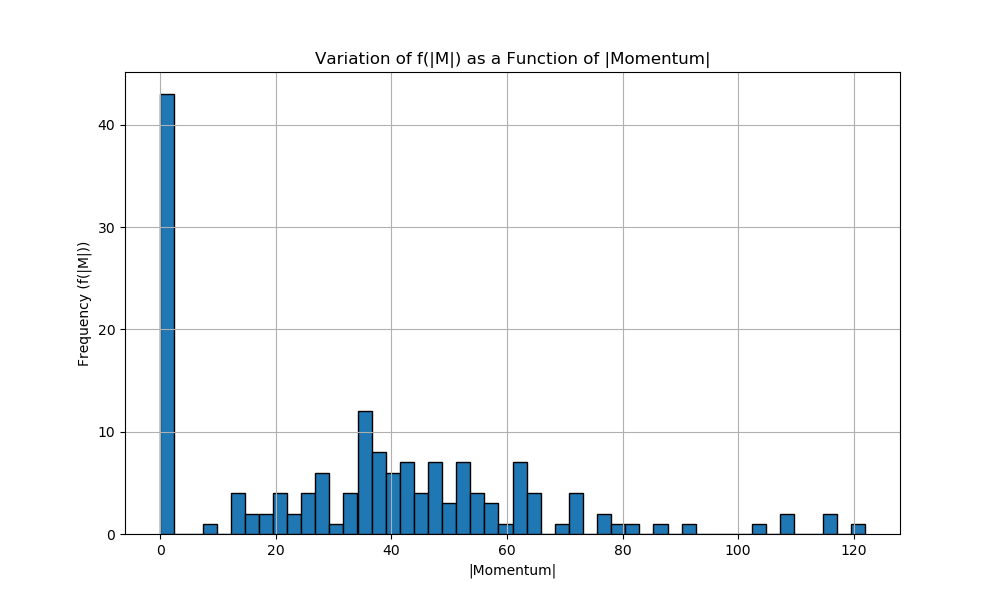 Variation of f(|M|) as a Function of |Momentum|
Frequency (f(|M|))
40
30
20
10
0
0 20 40 60 80 100 120
|Momentum|